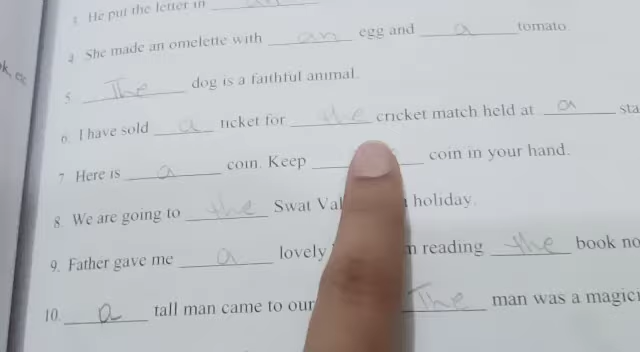 3. He put the letter in an
4. She made an omelette with an egg and a tomato.
5. The dog is a faithful animal.
6. I have sold a ticket for the cricket match held at a sta
7. Here is a coin. Keep coin in your hand.
8. We are going to the Swat Val holiday.
9. Father gave me a lovely reading the book no
10. a tall man came to our The man was a magici